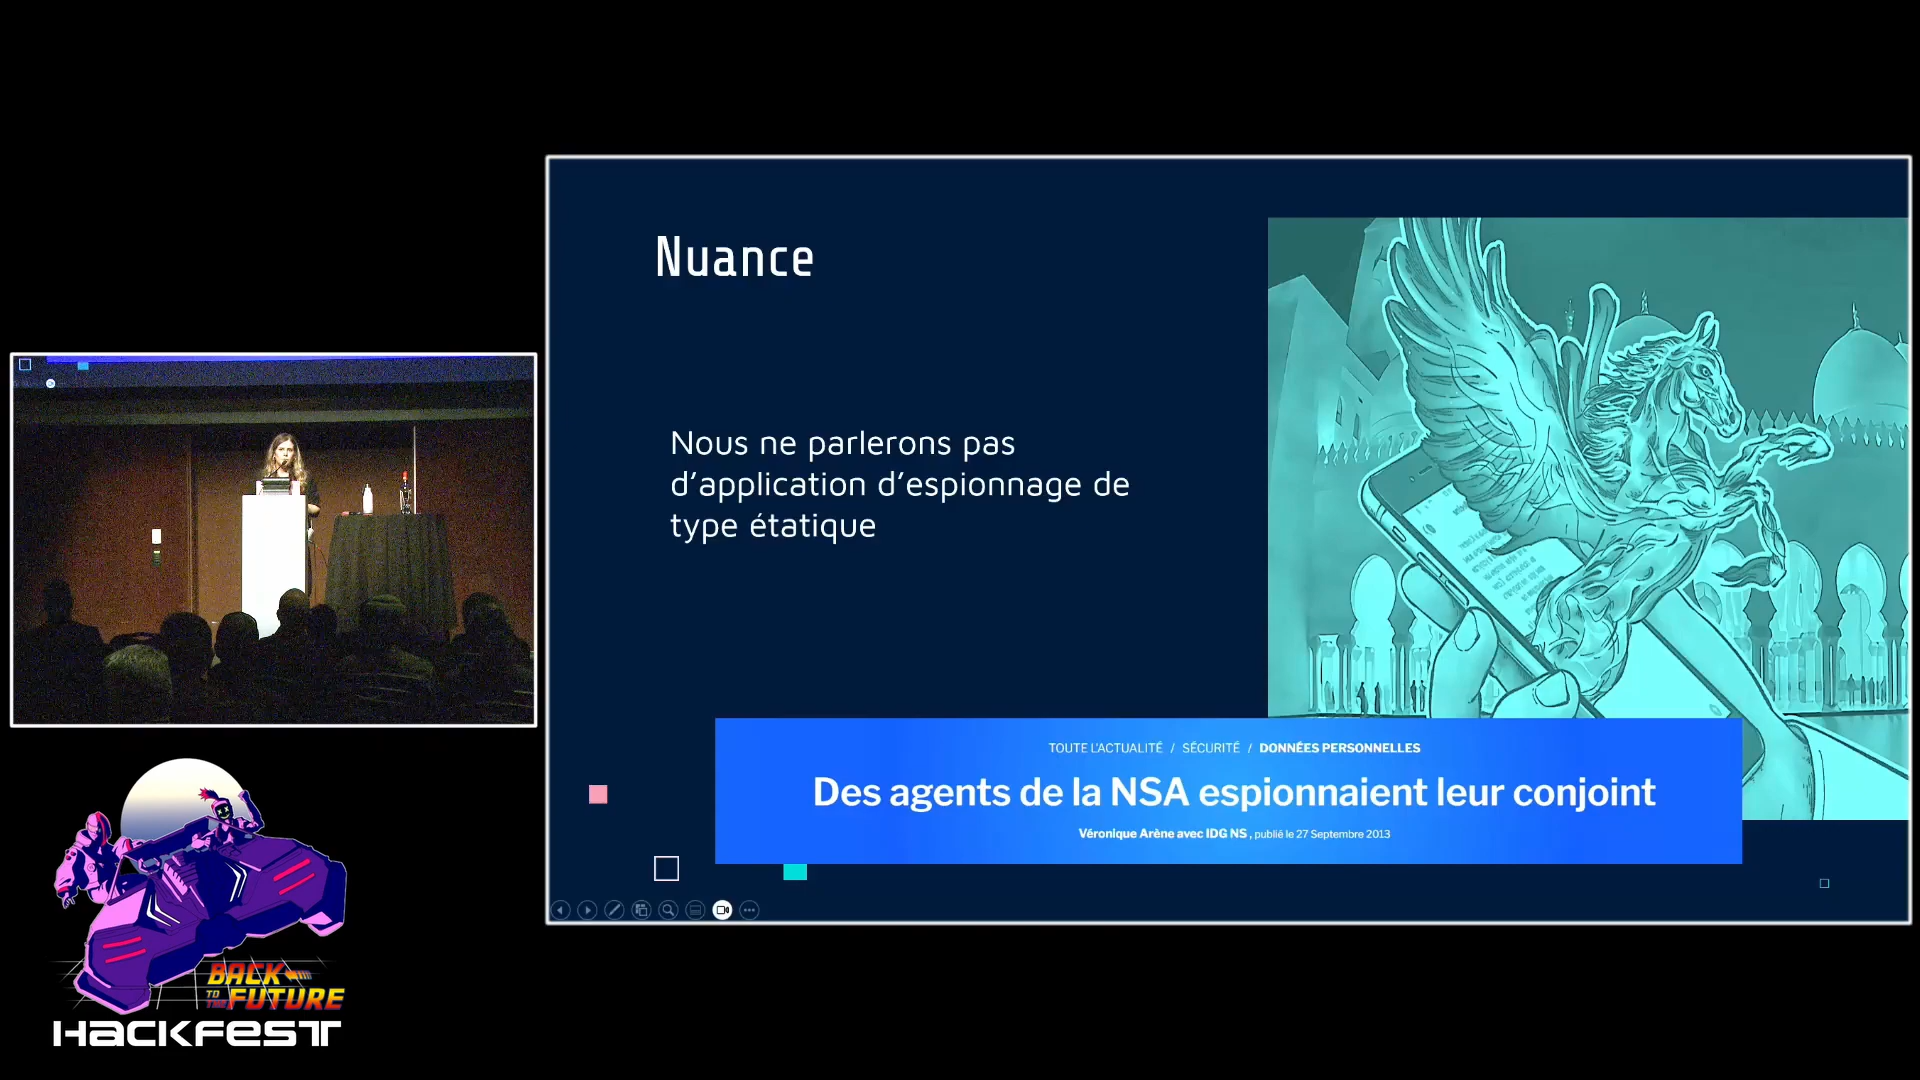 Nuance
Nous ne parlerons pas
d’application d’espionnage de
type étatique
TOUTE L’ACTUALITÉ / SÉCURITÉ / DONNÉES PERSONNELLES
Des agents de la NSA espionnaient leur conjoint
Véronique Arène avec IDG NS , publié le 27 Septembre 2013
BACK
TO THE FUTURE
HACKFEST